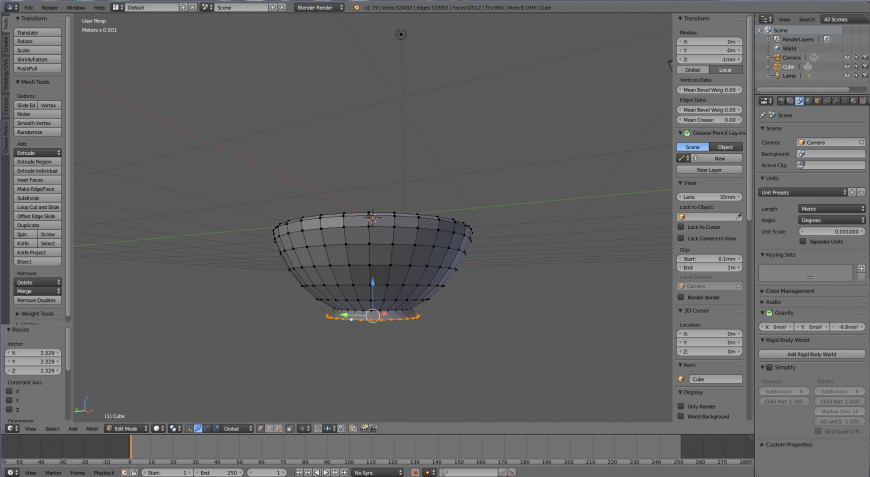 File Render Window Help Default Scene Blender Render v2.79 | Verts:32/482 | Edges:32/992 | Faces:0/512 | Tris:960 | Mem:9.19M | Cube
Transform
Translate
Rotate
Scale
Shrink/Fatten
Push/Pull
Mesh Tools
Deform:
Slide Ed Vertex
Noise
Smooth Vertex
Randomize
Add:
Extrude
Extrude Region
Extrude Individual
Inset Faces
Make Edge/Face
Subdivide
Loop Cut and Slide
Offset Edge Slide
Duplicate
Spin Screw
Knife Select
Knife Project
Bisect
Remove:
Delete
Merge
Remove Doubles
Weight Tools
Resize
Vector
X: 2.329
Y: 2.329
Z: 2.329
Constraint Axis
X
Y
Z
Orientation
Tools
Create
Shading / UVs
Options
Grease Pencil
User Persp
Meters x 0.001
(1) Cube
Transform
Median:
X: 0m
Y: -0m
Z: -1mm
Global Local
Vertices Data:
Mean Bevel Weig: 0.00
Edges Data:
Mean Bevel Weig: 0.00
Mean Crease: 0.00
Grease Pencil Layers
Scene Object
New
New Layer
View
Lens: 35mm
Lock to Object:
Lock to Cursor
Lock Camera to View
Clip:
Start: 0.1mm
End: 1m
Local Camera:
Camera
Render Border
3D Cursor
Location:
X: 0m
Y: 0m
Z: 0m
Item
Cube
Display
Only Render
World Background
View Search All Scenes
Scene
RenderLayers
World
Camera
Cube
Lamp
Scene
Scene
Camera: Camera
Background:
Active Clip:
Units
Unit Presets
Length: Metric
Angle: Degrees
Unit Scale: 0.001000
Separate Units
Keying Sets
Color Management
Audio
Gravity
Rigid Body World
Add Rigid Body World
Simplify
Viewport: Render:
Subdivision 6 Subdivision 6
Child Part: 1.000 Child Part: 1.000
Shadow Sam: 16
AO and S: 1.000
Custom Properties
View Select Add Mesh Edit Mode Global
-50 -40 -30 -20 -10 0 10 20 30 40 50 60 70 80 90 100 110 120 130 140 150 160 170 180 190 200 210 220 230 240 250 260 270 280
View Marker Frame Playback Start: 1 End: 250 1 No Sync